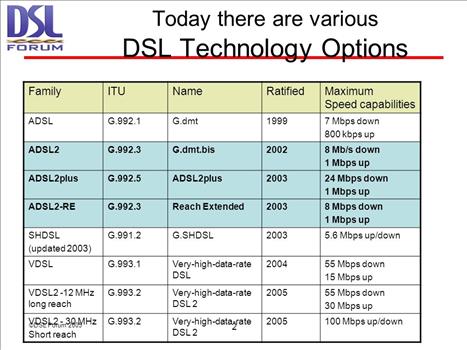 DSL
FORUM
Today there are various
DSL Technology Options
Family ITU Name Ratified Maximum
Speed capabilities
ADSL G.992.1 G.dmt 1999 7 Mbps down
800 kbps up
ADSL2 G.992.3 G.dmt.bis 2002 8 Mb/s down
1 Mbps up
ADSL2plus G.992.5 ADSL2plus 2003 24 Mbps down
1 Mbps up
ADSL2-RE G.992.3 Reach Extended 2003 8 Mbps down
1 Mbps up
SHDSL G.991.2 G.SHDSL 2003 5.6 Mbps up/down
(updated 2003)
VDSL G.993.1 Very-high-data-rate 2004 55 Mbps down
DSL 15 Mbps up
VDSL2 -12 MHz G.993.2 Very-high-data-rate 2005 55 Mbps down
long reach DSL 2 30 Mbps up
VDSL2 - 30 MHz G.993.2 Very-high-data-rate 2005 100 Mbps up/down
Short reach DSL 2
©DSL Forum 2005 2